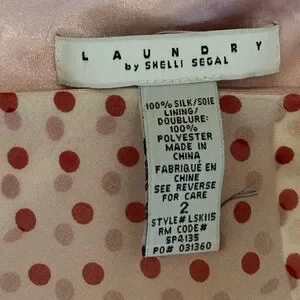 LAUNDRY
by SHELLI SEGAL
100% SILK/SOIE
LINING/
DOUBLURE:
100%
POLYESTER
MADE IN
CHINA
FABRIQUÉ EN
CHINE
SEE REVERSE
FOR CARE
2
STYLE# LSK115
RM CODE#
SP4135
PO# 031360